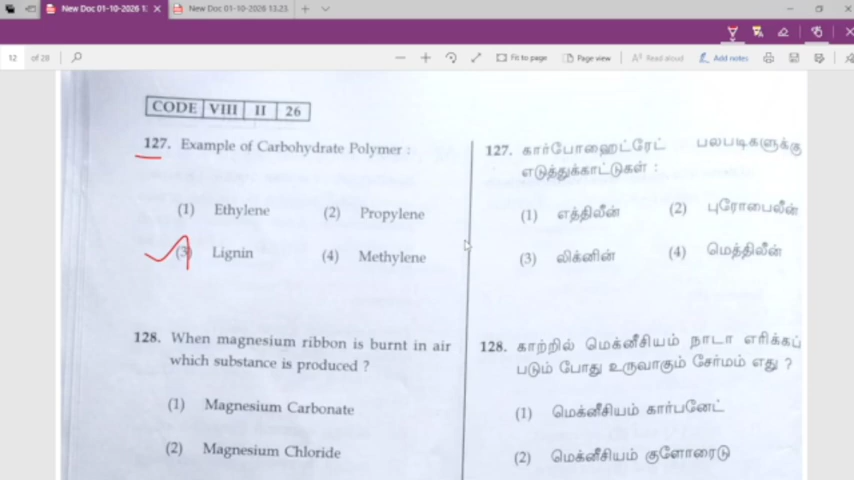 New Doc 01-10-2026 1
New Doc 01-10-2026 13.23
12 of 28
Fit to page
Page view
Read aloud
Add notes
CODE VIII II 26
127. Example of Carbohydrate Polymer :
(1) Ethylene (2) Propylene
(3) Lignin (4) Methylene
128. When magnesium ribbon is burnt in air
which substance is produced ?
(1) Magnesium Carbonate
(2) Magnesium Chloride
127. கார்போஹைட்ரேட் பலபடிகளுக்கு
எடுத்துக்காட்டுகள் :
(1) எத்திலீன் (2) புரோபைலீன்
(3) லிக்னின் (4) மெத்திலீன்
128. காற்றில் மெக்னீசியம் நாடா எரிக்கப்
படும் போது உருவாகும் சேர்மம் எது ?
(1) மெக்னீசியம் கார்பனேட்
(2) மெக்னீசியம் குளோரைடு